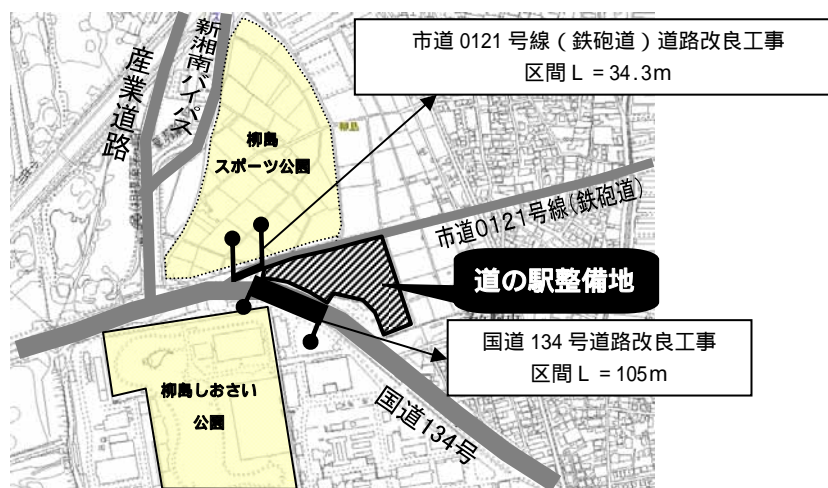 市道 0121 号線（鉄砲道）道路改良工事
区間 L = 34.3m
新湘南バイパス
産業道路
柳島
柳島
スポーツ公園
市道0121号線(鉄砲道)
道の駅整備地
国道 134 号道路改良工事
区間 L = 105m
柳島しおさい
公園
国道134号